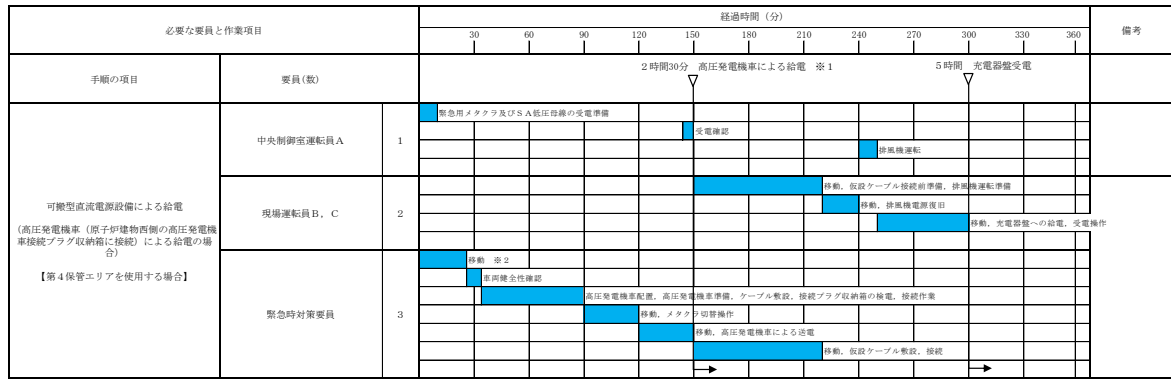 必要な要員と作業項目
経過時間（分）
備考
30 60 90 120 150 180 210 240 270 300 330 360
手順の項目
要員(数)
2時間30分 高圧発電機車による給電 ※1
5時間 充電器盤受電
可搬型直流電源設備による給電
(高圧発電機車（原子炉建物西側の高圧発電機
車接続プラグ収納箱に接続）による給電の場
合)
【第4保管エリアを使用する場合】
中央制御室運転員A
1
緊急用メタクラ及びSA低圧母線の受電準備
受電確認
排風機運転
現場運転員B，C
2
移動，仮設ケーブル接続前準備，排風機運転準備
移動，排風機電源復旧
移動，充電器盤への給電，受電操作
緊急時対策要員
3
移動 ※2
車両健全性確認
高圧発電機車配置，高圧発電機車準備，ケーブル敷設，接続プラグ収納箱の検電，接続作業
移動，メタクラ切替操作
移動，高圧発電機車による送電
移動，仮設ケーブル敷設，接続